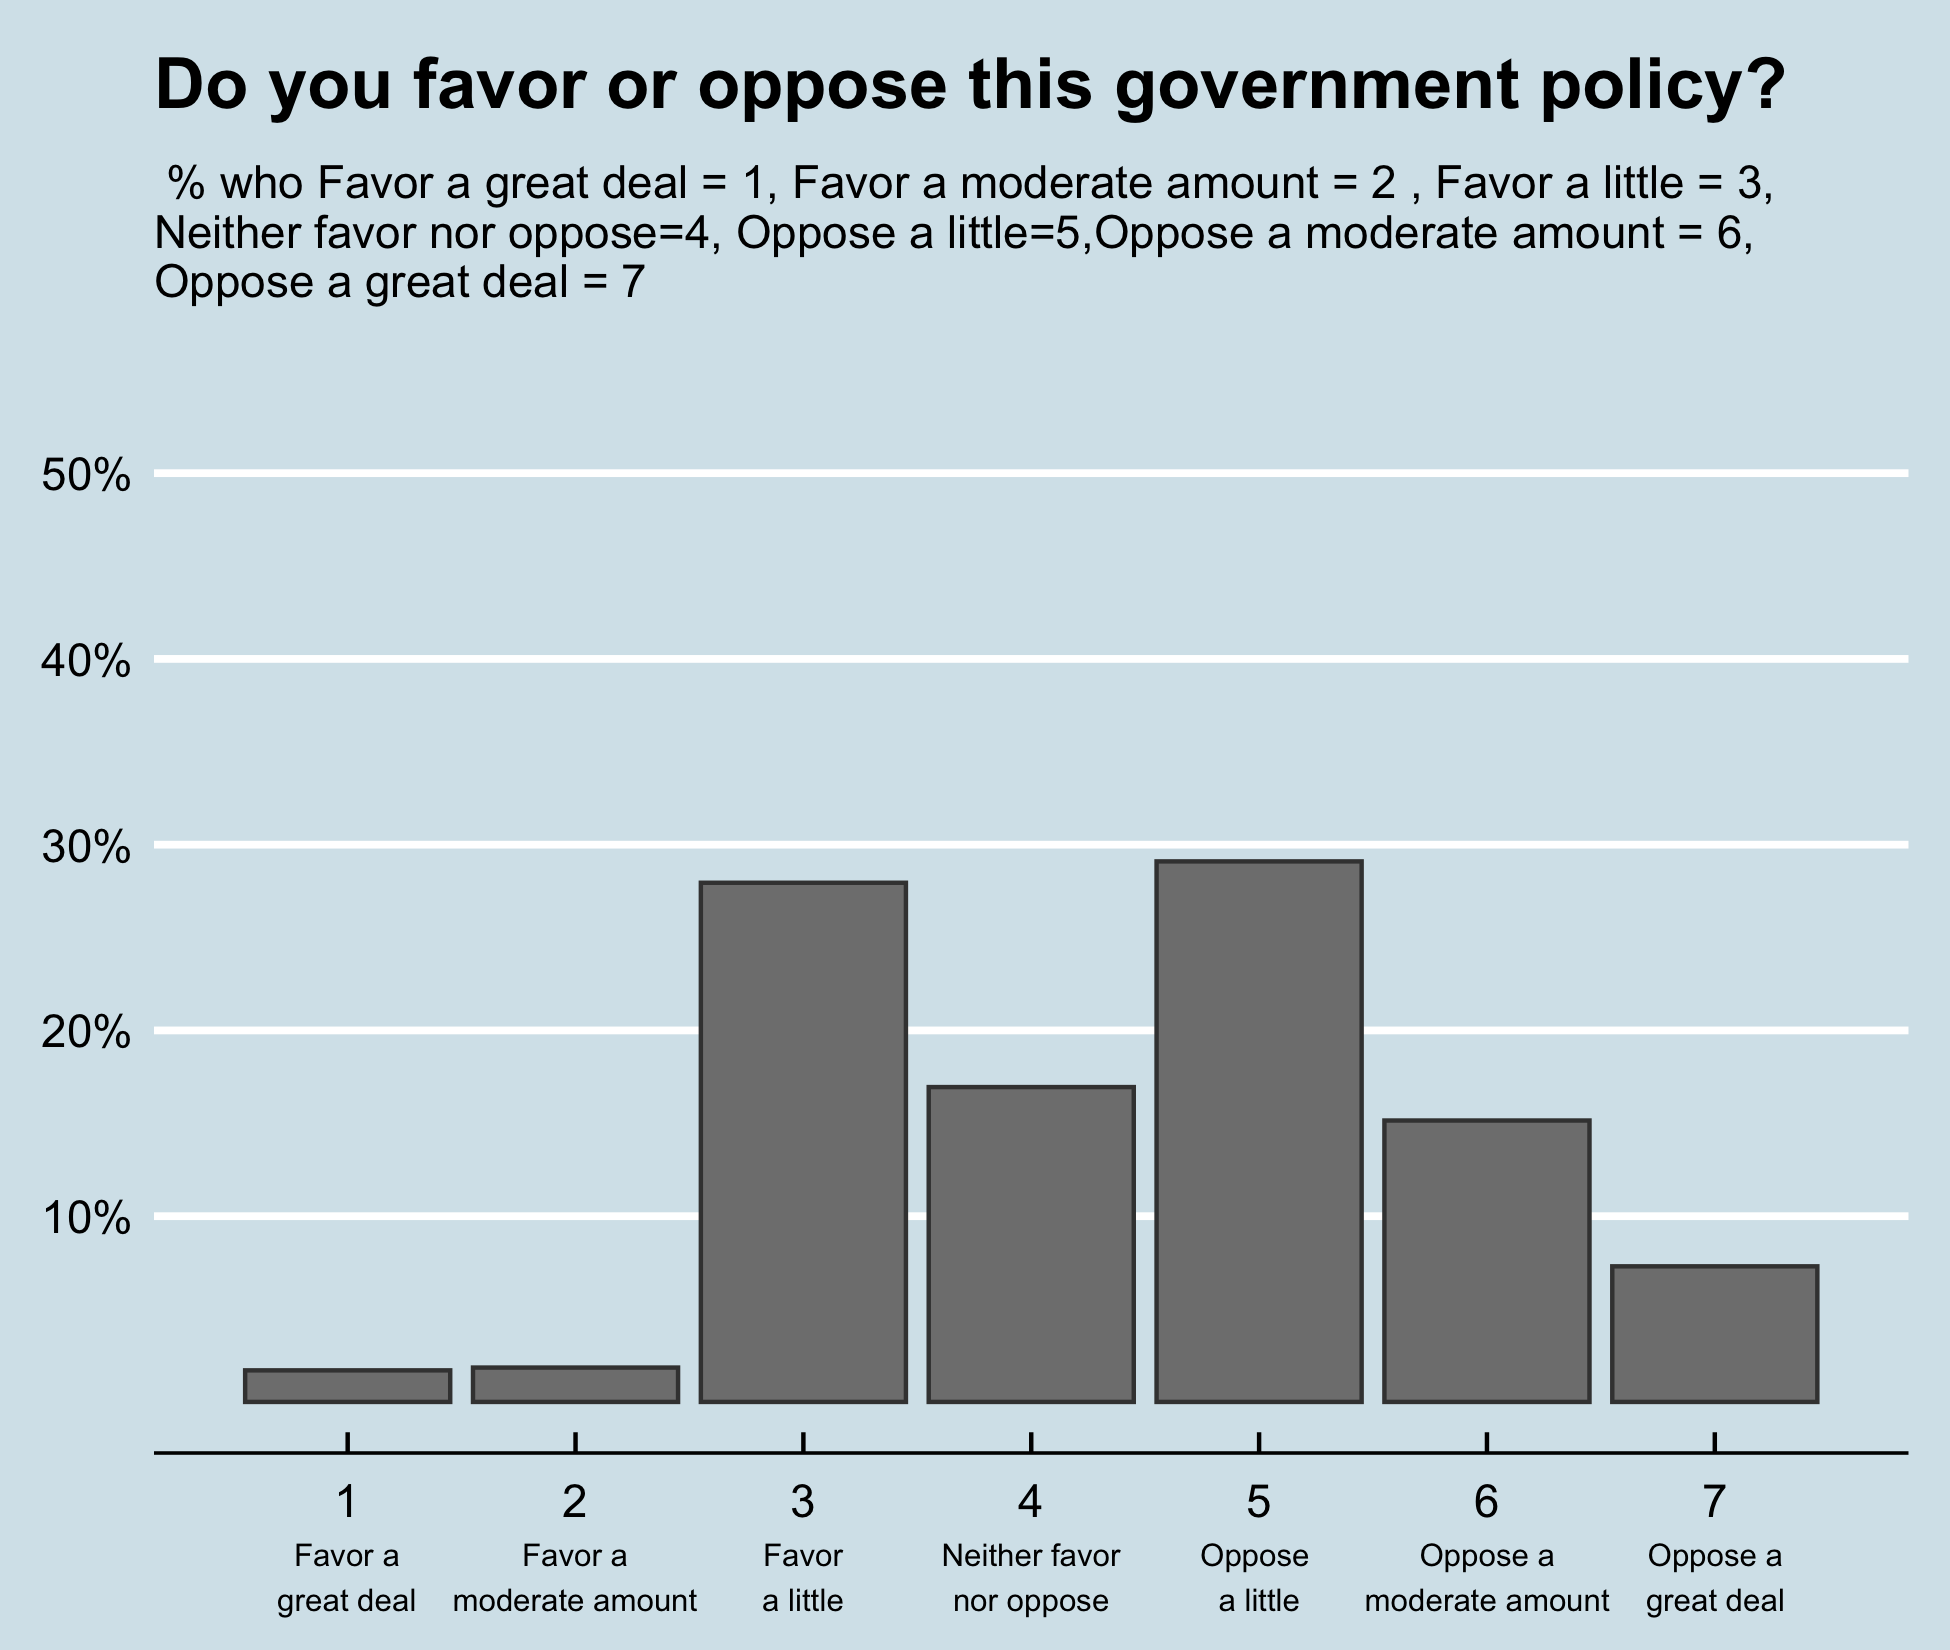 Do you favor or oppose this government policy?
% who Favor a great deal = 1, Favor a moderate amount = 2 , Favor a little = 3,
Neither favor nor oppose=4, Oppose a little=5,Oppose a moderate amount = 6,
Oppose a great deal = 7
50%
40%
30%
20%
10%
1 2 3 4 5 6 7
Favor a Favor a Favor Neither favor Oppose Oppose a Oppose a
great deal moderate amount a little nor oppose a little moderate amount great deal